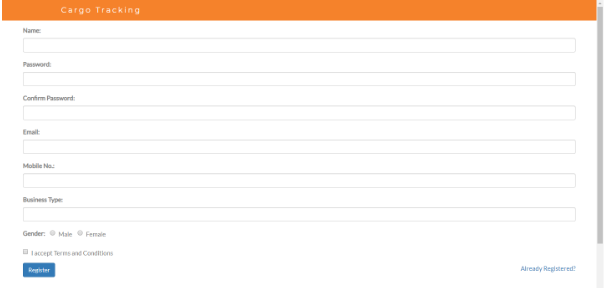 Cargo Tracking
Name:
Password:
Confirm Password:
Email:
Mobile No.:
Business Type:
Gender: Male Female
I accept Terms and Conditions
Register Already Registered?